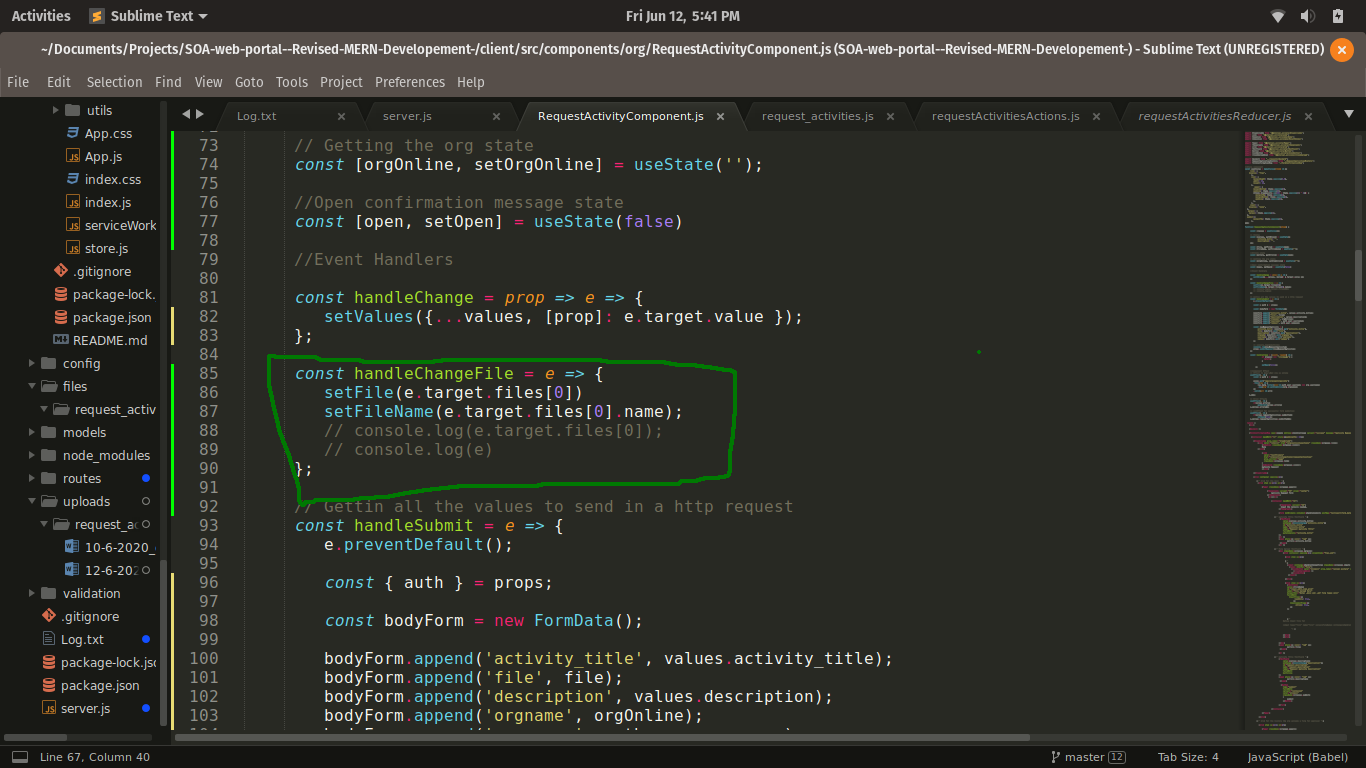 Activities Sublime Text Fri Jun 12, 5:41 PM
~/Documents/Projects/SOA-web-portal--Revised-MERN-Developement-/client/src/components/org/RequestActivityComponent.js (SOA-web-portal--Revised-MERN-Developement-) - Sublime Text (UNREGISTERED)
File Edit Selection Find View Goto Tools Project Preferences Help
Log.txt server.js RequestActivityComponent.js request_activities.js requestActivitiesActions.js requestActivitiesReducer.js
utils
App.css
App.js
index.css
index.js
serviceWork
store.js
.gitignore
package-lock.
package.json
README.md
config
files
request_activ
models
node_modules
routes
uploads
request_ac
10-6-2020_
12-6-202
validation
.gitignore
Log.txt
package-lock.jsc
package.json
server.js
73 // Getting the org state
74 const [orgOnline, setOrgOnline] = useState('');
75
76 //Open confirmation message state
77 const [open, setOpen] = useState(false)
78
79 //Event Handlers
80
81 const handleChange = prop => e => {
82 setValues({...values, [prop]: e.target.value });
83 };
84
85 const handleChangeFile = e => {
86 setFile(e.target.files[0])
87 setFileName(e.target.files[0].name);
88 // console.log(e.target.files[0]);
89 // console.log(e)
90 };
91
92 // Gettin all the values to send in a http request
93 const handleSubmit = e => {
94 e.preventDefault();
95
96 const { auth } = props;
97
98 const bodyForm = new FormData();
99
100 bodyForm.append('activity_title', values.activity_title);
101 bodyForm.append('file', file);
102 bodyForm.append('description', values.description);
103 bodyForm.append('orgname', orgOnline);
Line 67, Column 40 master 12 Tab Size: 4 JavaScript (Babel)